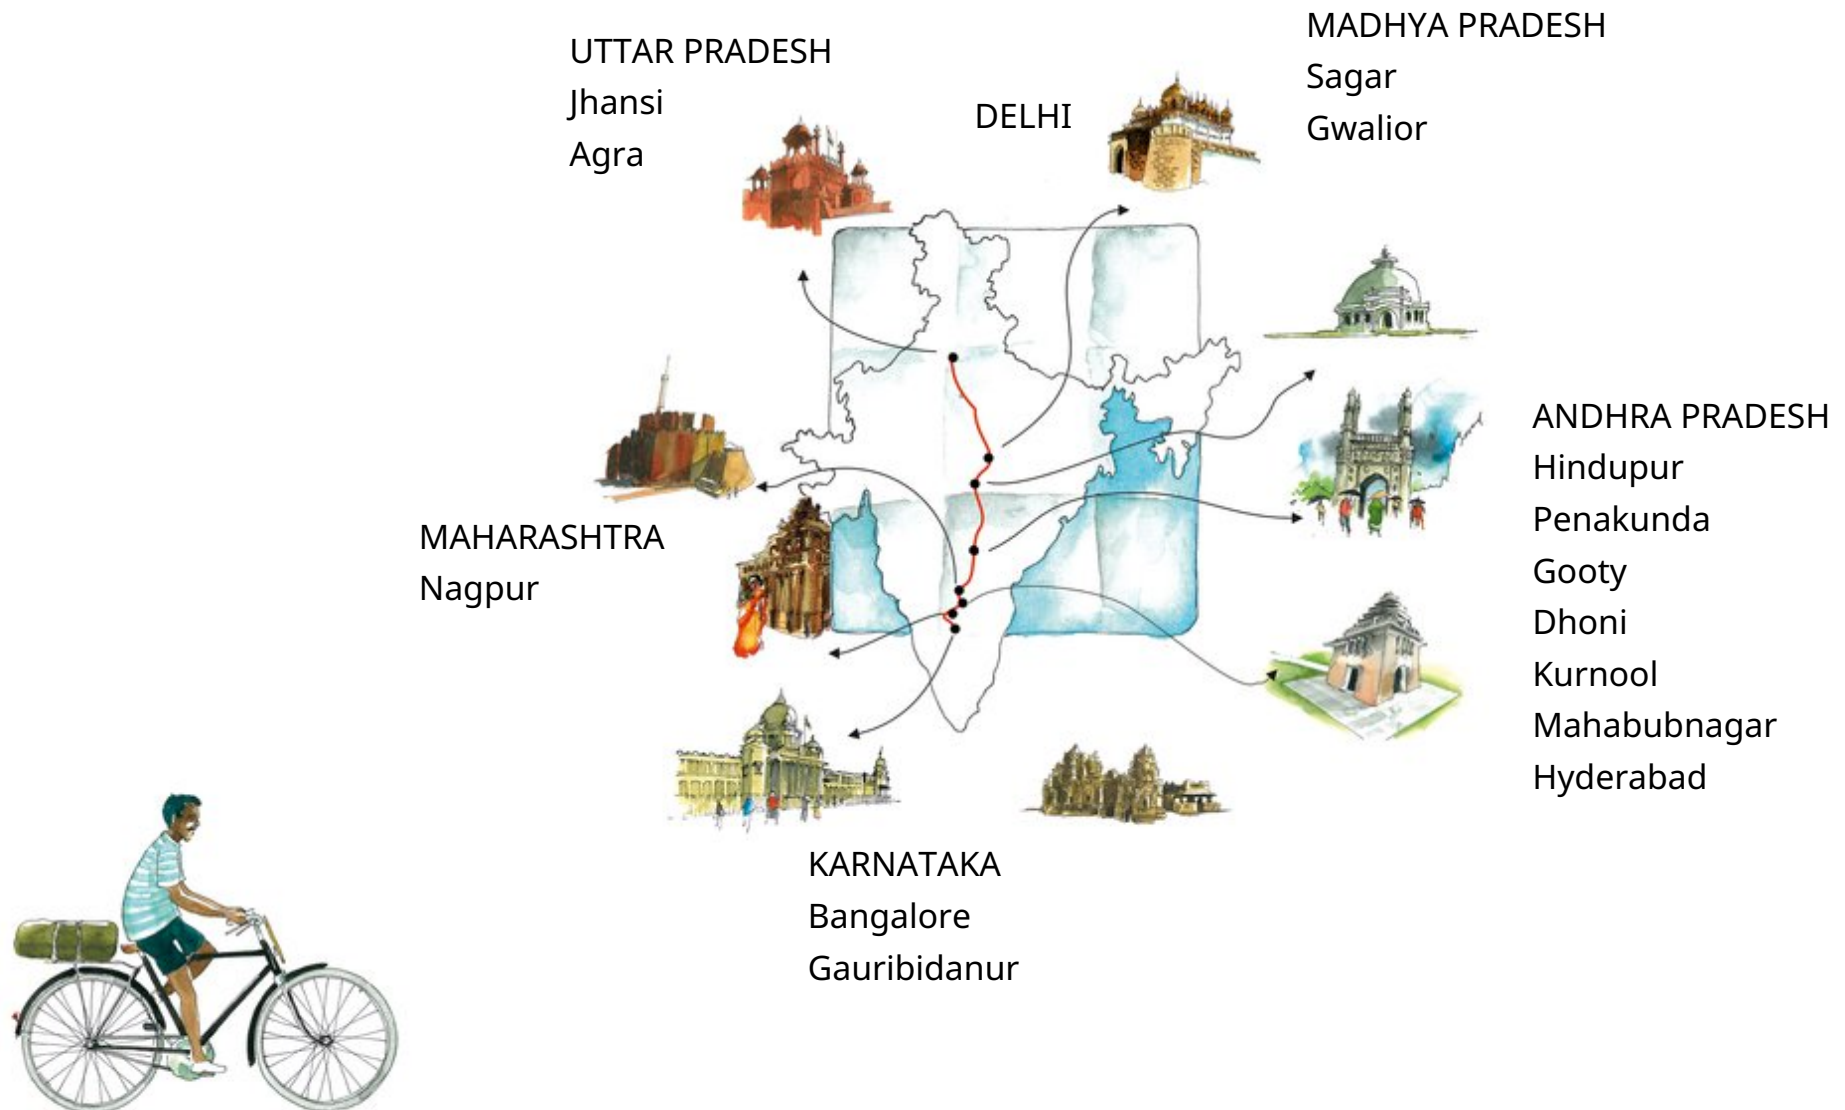 UTTAR PRADESH
Jhansi
Agra
DELHI
MADHYA PRADESH
Sagar
Gwalior
MAHARASHTRA
Nagpur
ANDHRA PRADESH
Hindupur
Penakunda
Gooty
Dhoni
Kurnool
Mahabubnagar
Hyderabad
KARNATAKA
Bangalore
Gauribidanur